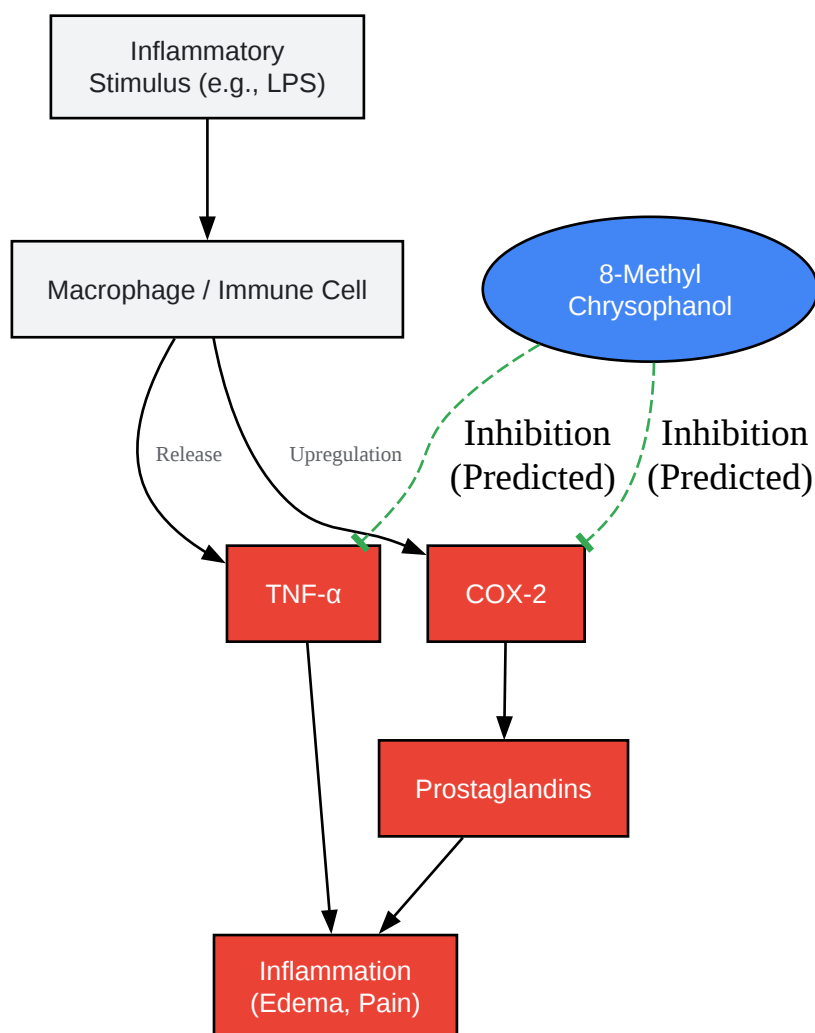 Inflammatory
Stimulus (e.g., LPS)
Macrophage / Immune Cell
8-Methyl
Chrysophanol
Release
Upregulation
Inhibition
(Predicted)
Inhibition
(Predicted)
TNF-α
COX-2
Prostaglandins
Inflammation
(Edema, Pain)